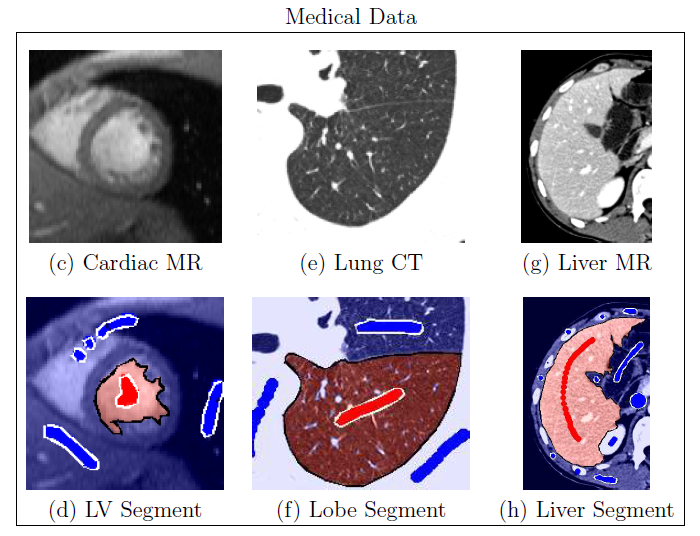 Medical Data
(c) Cardiac MR (e) Lung CT (g) Liver MR
(d) LV Segment (f) Lobe Segment (h) Liver Segment